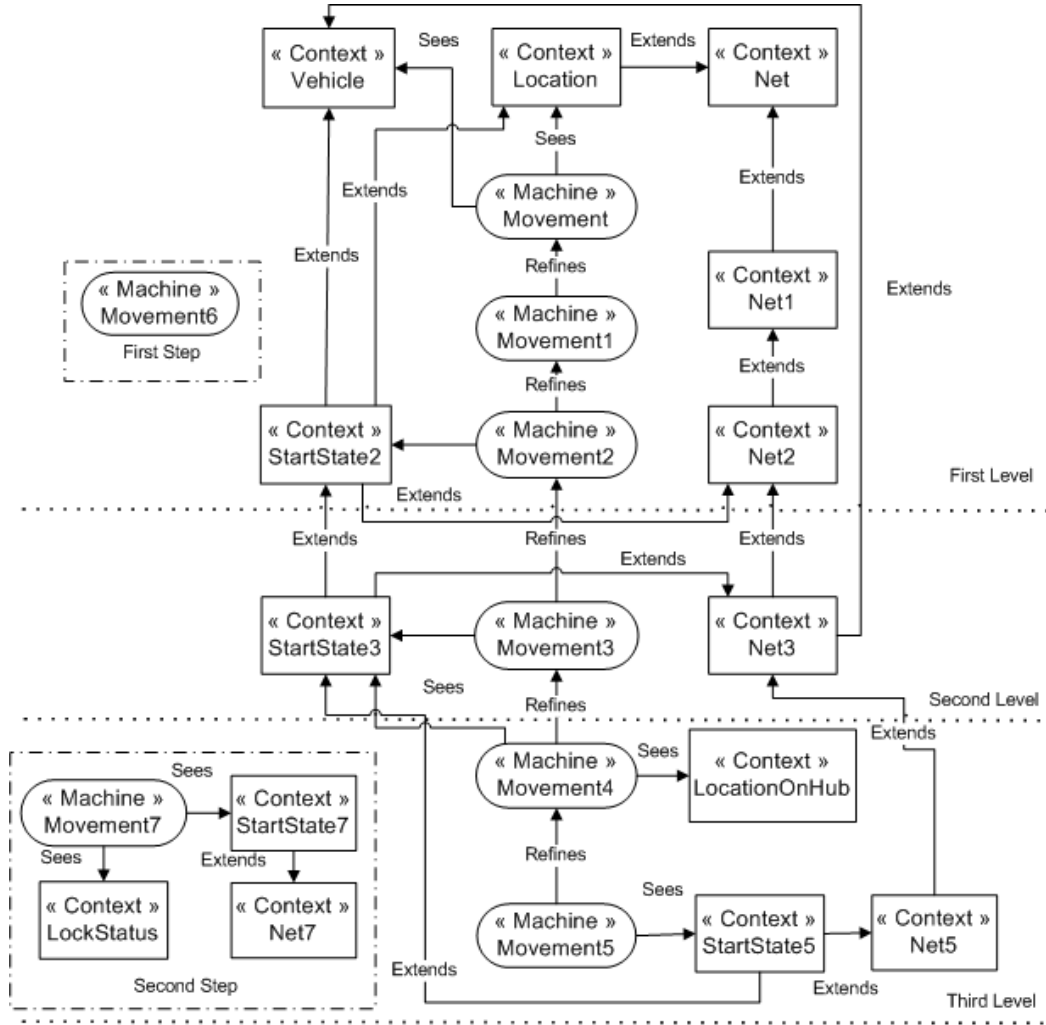 Sees
Extends
« Context »
Vehicle
« Context »
Location
« Context »
Net
Sees
Extends
« Machine »
Movement
Extends
Extends
Refines
Extends
« Machine »
Movement6
First Step
« Machine »
Movement1
« Context »
Net1
Extends
Refines
Extends
« Context »
StartState2
« Machine »
Movement2
« Context »
Net2
First Level
Extends
Extends
Refines
Extends
Extends
« Context »
StartState3
« Machine »
Movement3
« Context »
Net3
Sees
Refines
Second Level
Extends
Sees
« Machine »
Movement7
« Context »
StartState7
Sees
Extends
« Context »
LockStatus
« Context »
Net7
Second Step
« Machine »
Movement4
Sees
« Context »
LocationOnHub
Refines
Sees
« Machine »
Movement5
« Context »
StartState5
« Context »
Net5
Extends
Extends
Third Level